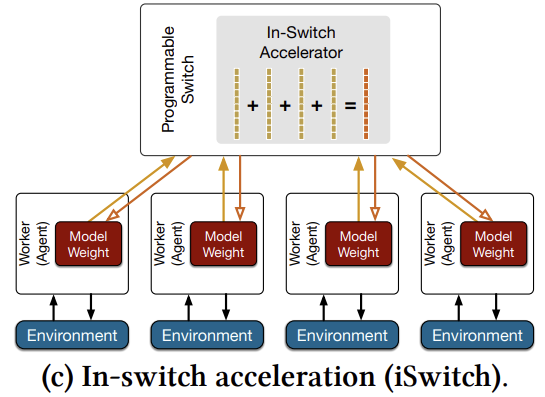 Programmable
Switch
In-Switch
Accelerator
+ + + =
Worker
(Agent)
Model
Weight
Worker
(Agent)
Model
Weight
Worker
(Agent)
Model
Weight
Worker
(Agent)
Model
Weight
Environment
Environment
Environment
Environment
(c) In-switch acceleration (iSwitch).